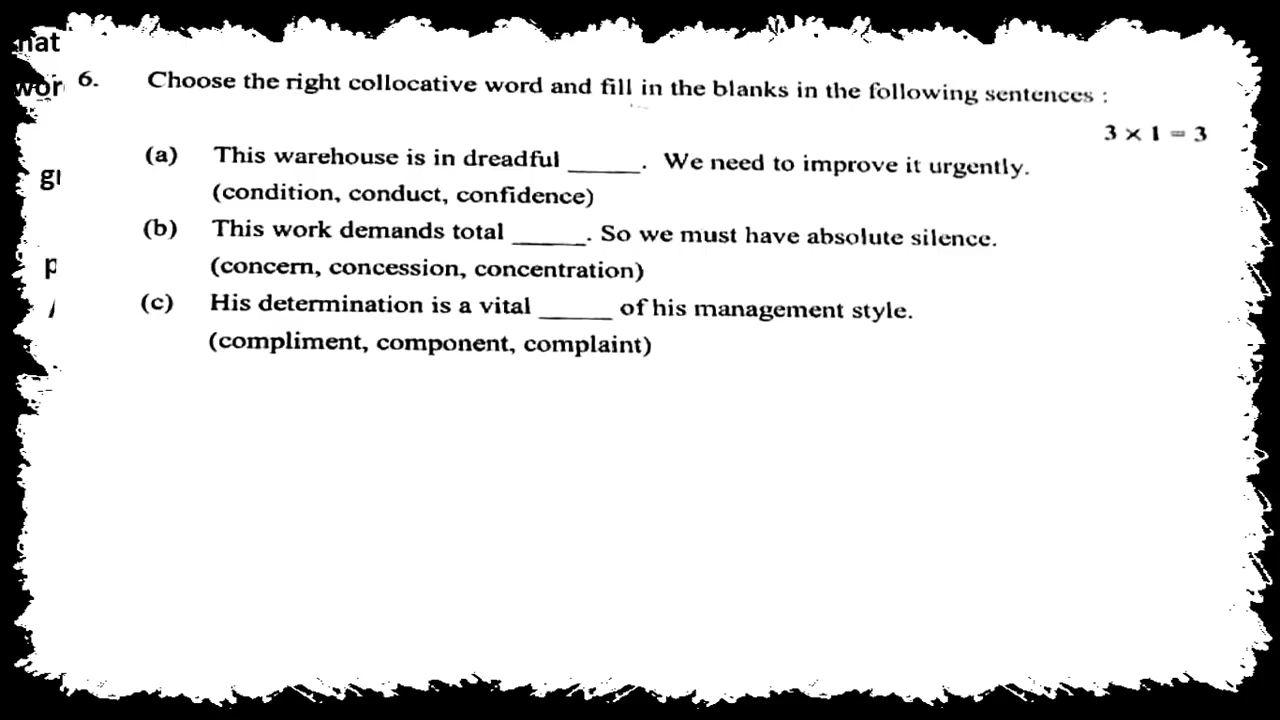 hat
wor
6. Choose the right collocative word and fill in the blanks in the following sentences :
3 × 1 = 3
(a) This warehouse is in dreadful _____. We need to improve it urgently.
(condition, conduct, confidence)
(b) This work demands total _____. So we must have absolute silence.
(concern, concession, concentration)
(c) His determination is a vital _____ of his management style.
(compliment, component, complaint)